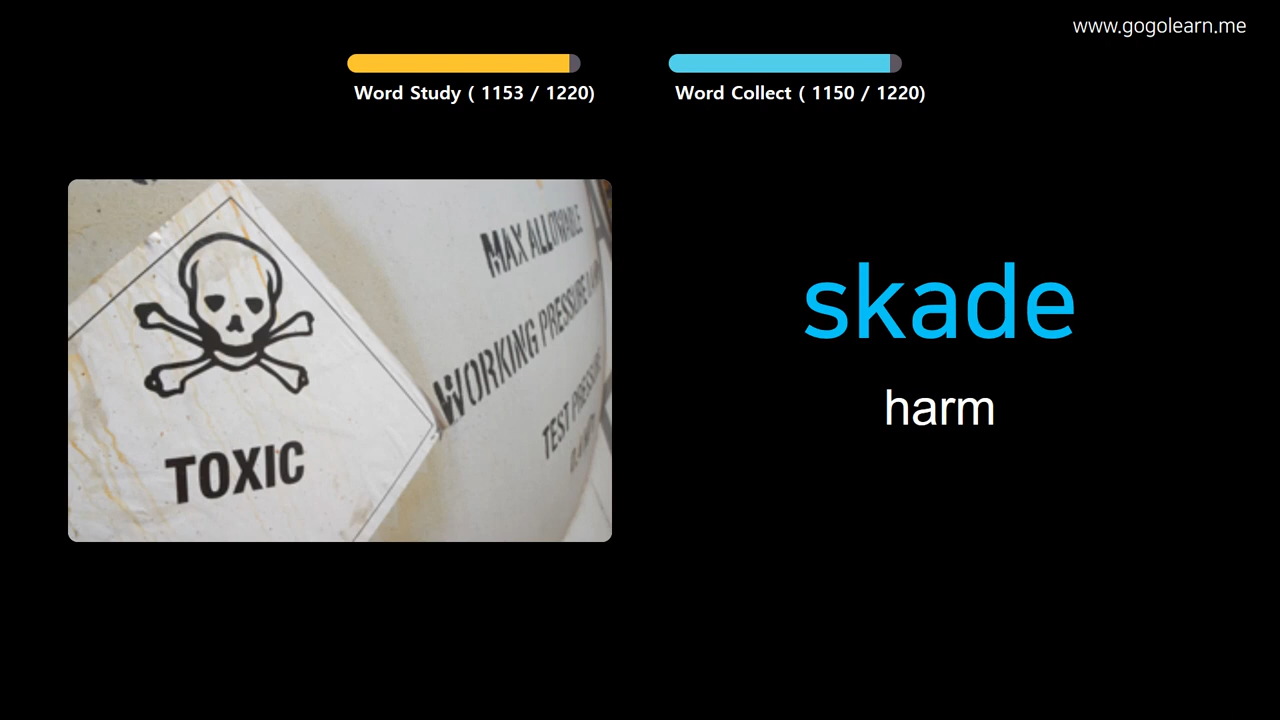 www.gogolearn.me
Word Study ( 1153 / 1220)
Word Collect ( 1150 / 1220)
MAX ALLOWABLE
WORKING PRESSURE
TEST PRESSURE
TOXIC
skade
harm